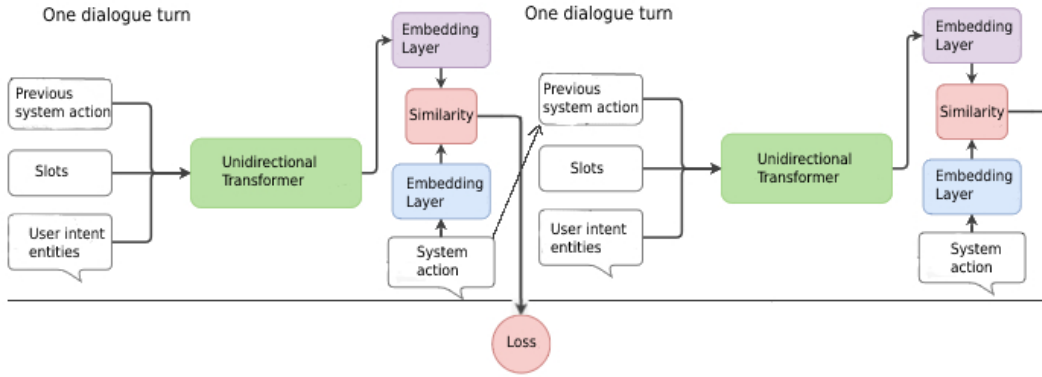 One dialogue turn
Previous
system action
Slots
User intent
entities
Unidirectional
Transformer
Embedding
Layer
Similarity
Embedding
Layer
System
action
Loss
One dialogue turn
Previous
system action
Slots
User intent
entities
Unidirectional
Transformer
Embedding
Layer
Similarity
Embedding
Layer
System
action